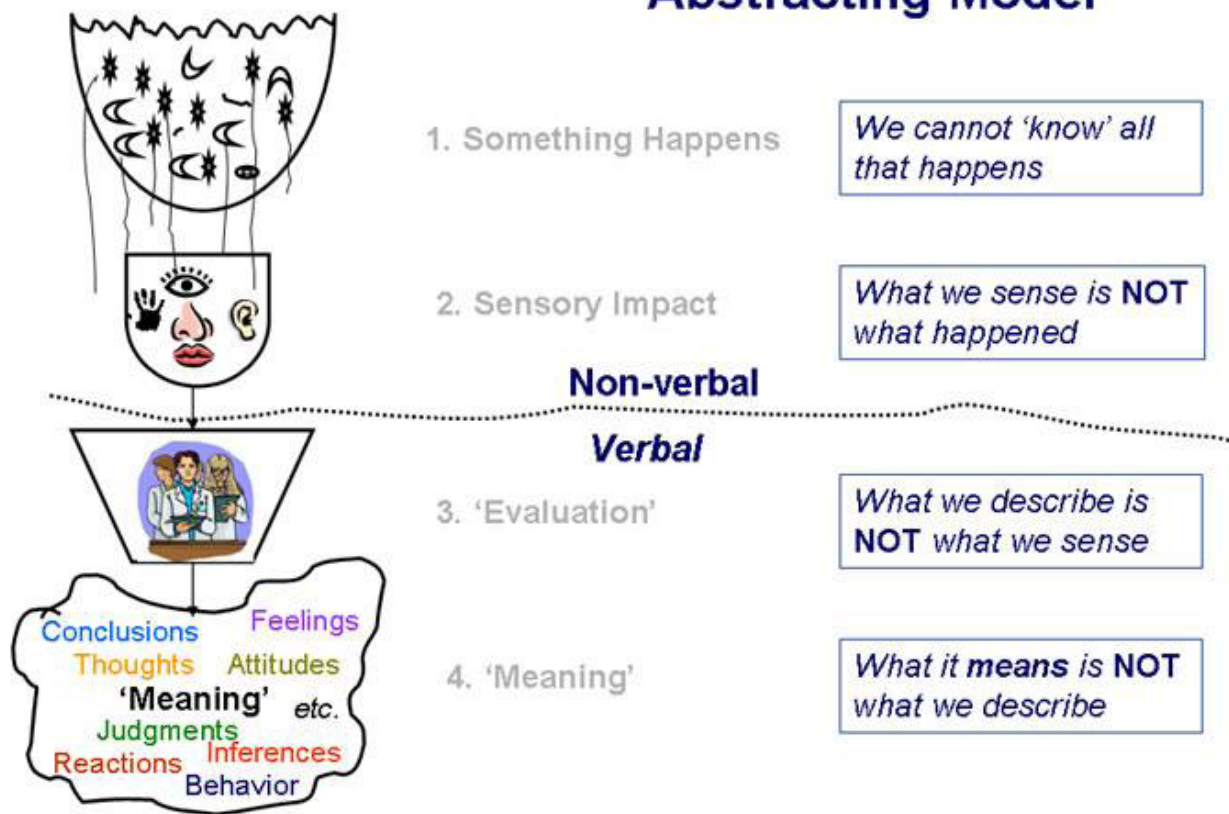 Abstracting Model
1. Something Happens
We cannot ‘know’ all
that happens
2. Sensory Impact
What we sense is NOT
what happened
Non-verbal
Verbal
3. ‘Evaluation’
What we describe is
NOT what we sense
Conclusions
Feelings
Thoughts
Attitudes
‘Meaning’
etc.
Judgments
Inferences
Reactions
Behavior
4. ‘Meaning’
What it means is NOT
what we describe